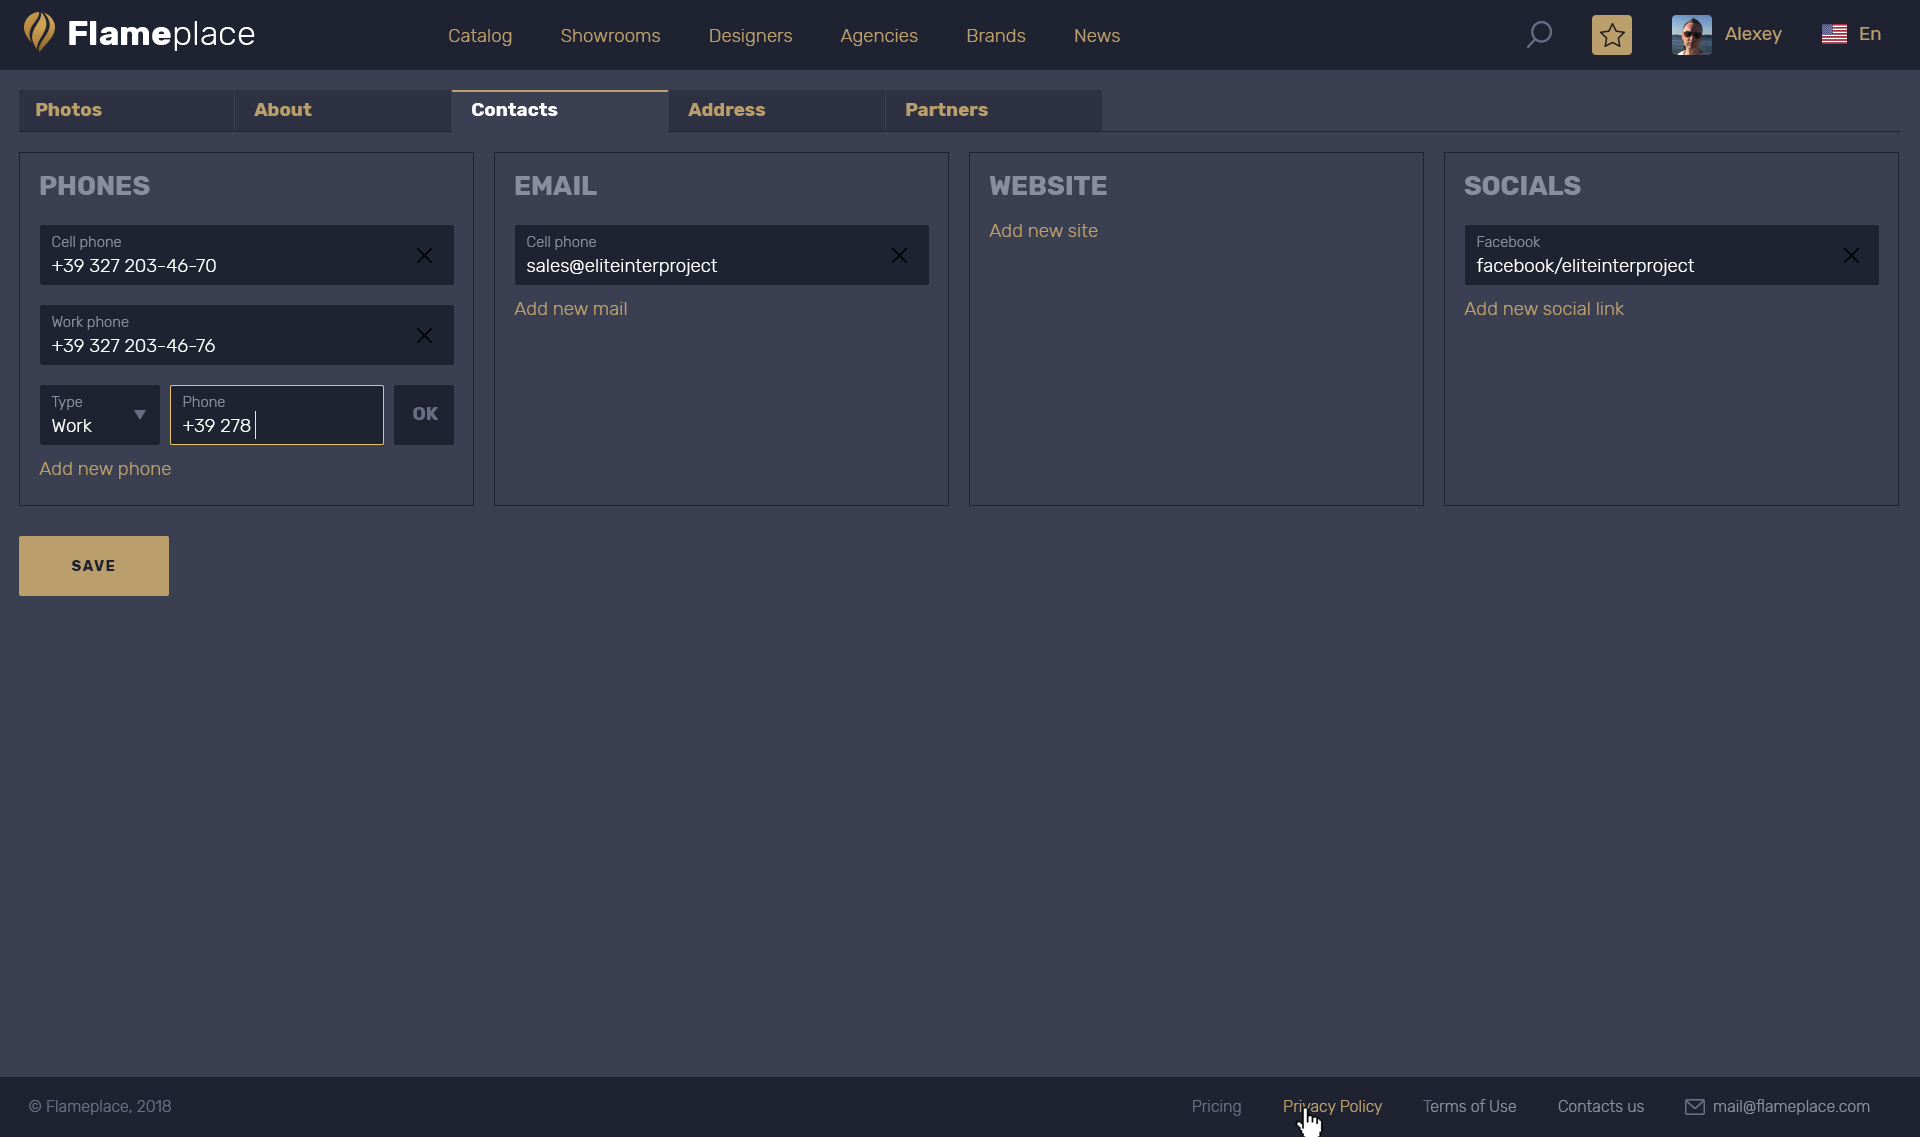 Flameplace
Catalog Showrooms Designers Agencies Brands News
Alexey En
Photos About Contacts Address Partners
PHONES
Cell phone
+39 327 203-46-70
Work phone
+39 327 203-46-76
Type
Work
Phone
+39 278
OK
Add new phone
EMAIL
Cell phone
sales@eliteinterproject
Add new mail
WEBSITE
Add new site
SOCIALS
Facebook
facebook/eliteinterproject
Add new social link
SAVE
© Flameplace, 2018
Pricing Privacy Policy Terms of Use Contacts us mail@flameplace.com